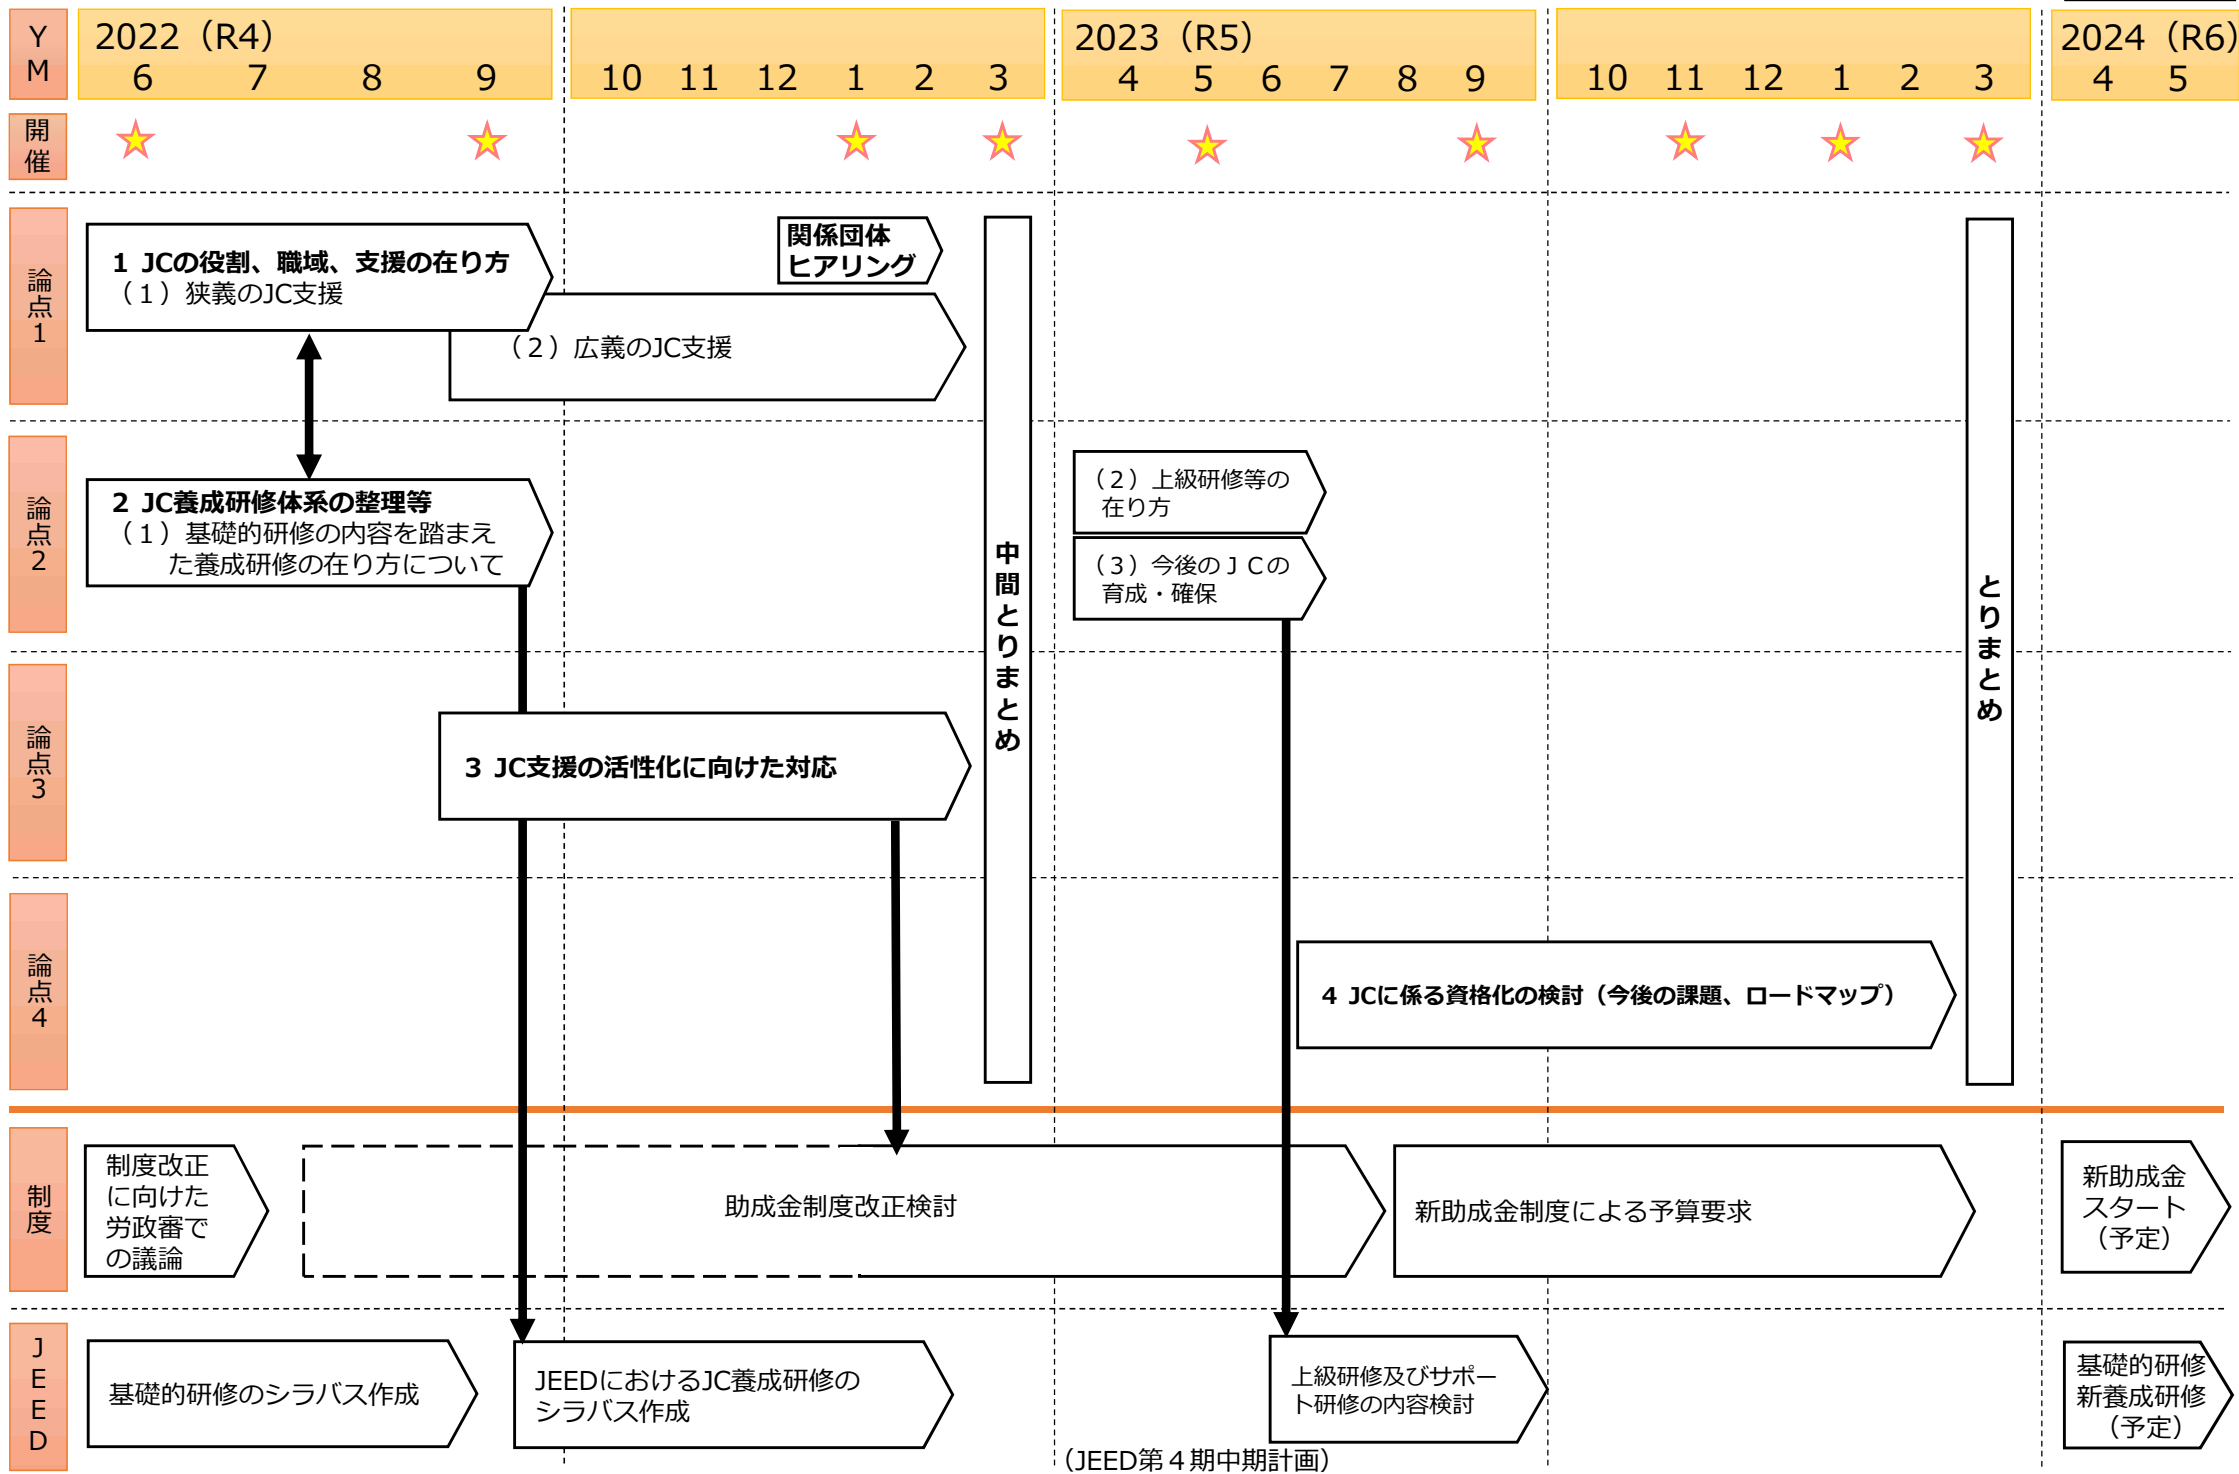 Y
M
2022（R4）
6 7 8 9
10 11 12 1 2 3
2023（R5）
4 5 6 7 8 9
10 11 12 1 2 3
2024（R6）
4 5
開
催
論
点
1
1 JCの役割、職域、支援の在り方
（１）狭義のJC支援
関係団体
ヒアリング
（２）広義のJC支援
論
点
2
2 JC養成研修体系の整理等
（１）基礎的研修の内容を踏まえ
た養成研修の在り方について
（２）上級研修等の
在り方
（３）今後のＪＣの
育成・確保
中
間
と
り
ま
と
め
と
り
ま
と
め
論
点
3
3 JC支援の活性化に向けた対応
論
点
4
4 JCに係る資格化の検討（今後の課題、ロードマップ）
制
度
制度改正
に向けた
労政審で
の議論
助成金制度改正検討
新助成金制度による予算要求
新助成金
スタート
（予定）
J
E
E
D
基礎的研修のシラバス作成
JEEDにおけるJC養成研修の
シラバス作成
上級研修及びサポー
ト研修の内容検討
基礎的研修
新養成研修
（予定）
（JEED第４期中期計画）